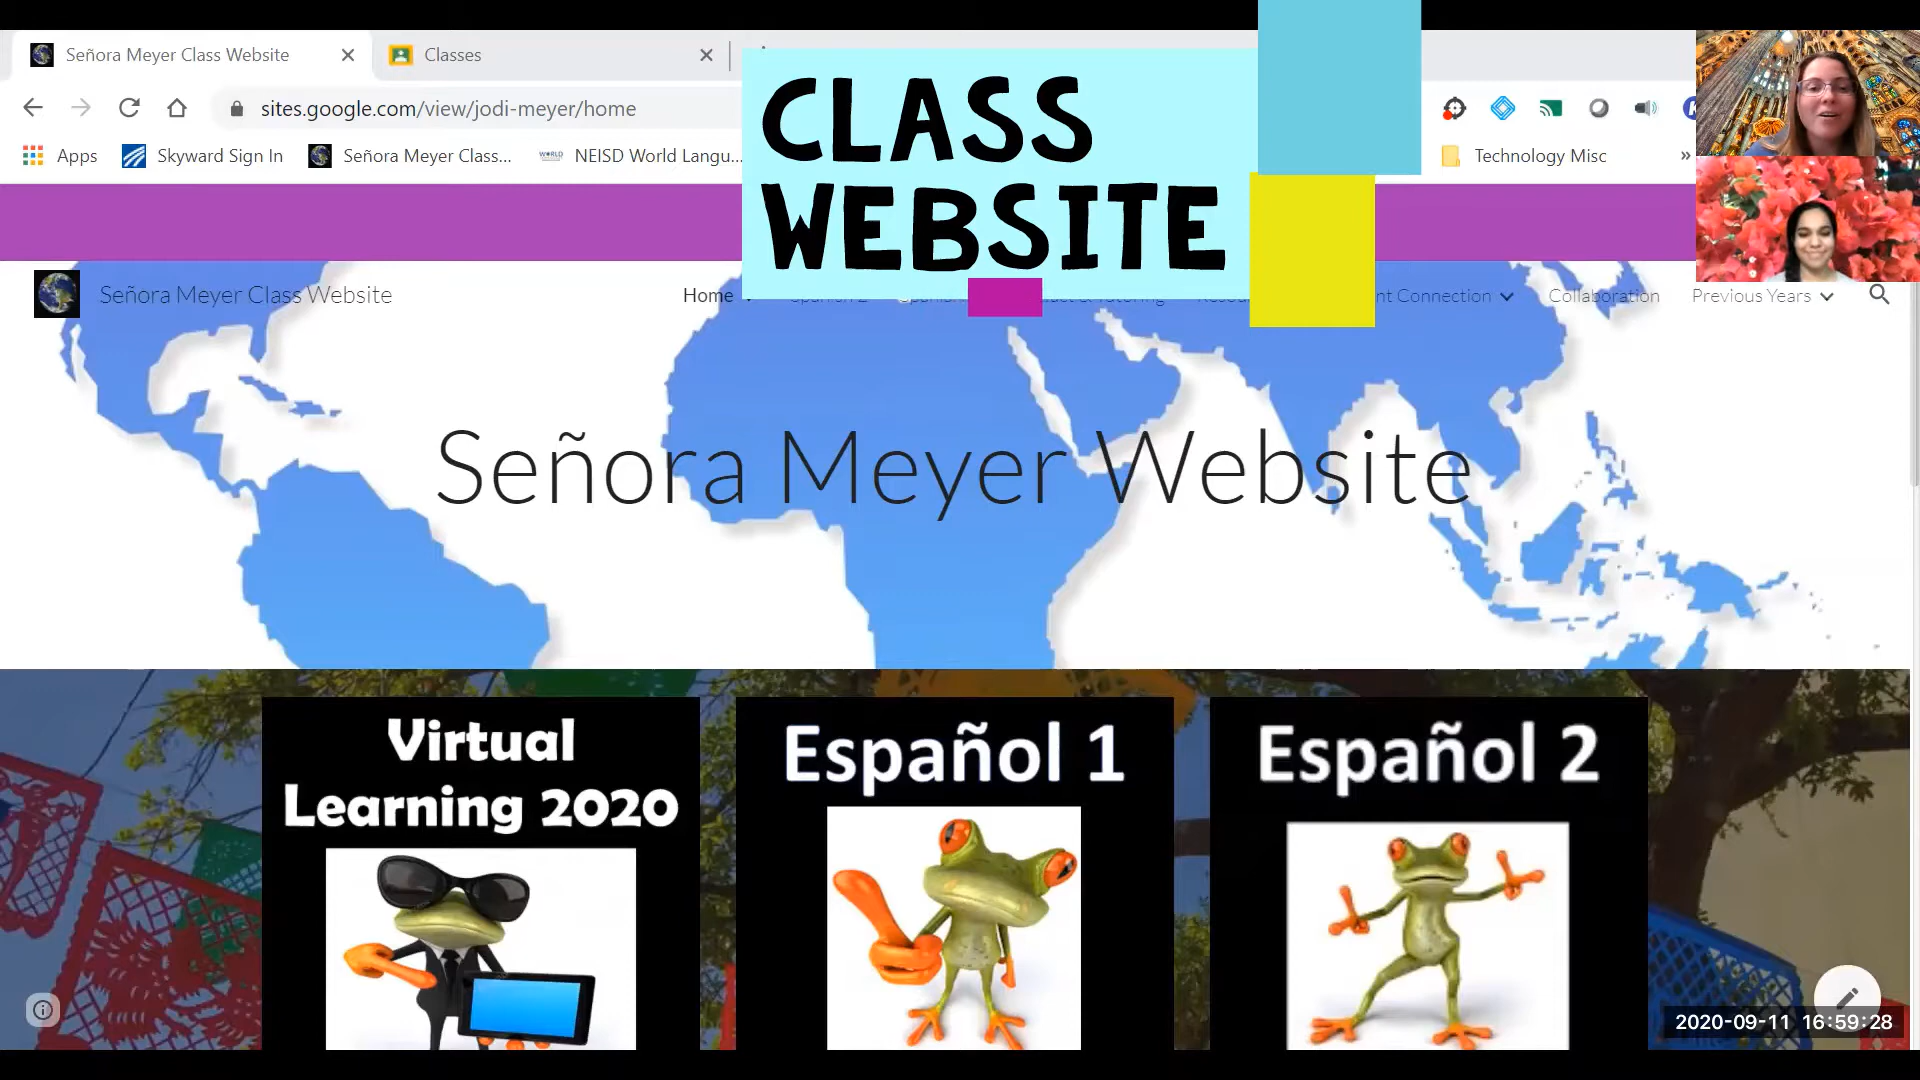 Señora Meyer Class Website
Classes
CLASS
WEBSITE
sites.google.com/view/jodi-meyer/home
Apps
Skyward Sign In
Señora Meyer Class...
WORLD
NEISD World Langu...
Technology Misc
»
Señora Meyer Class Website
Home
nt Connection
Collaboration
Previous Years
Señora Meyer Website
Virtual
Learning 2020
Español 1
Español 2
2020-09-11 16:59:28